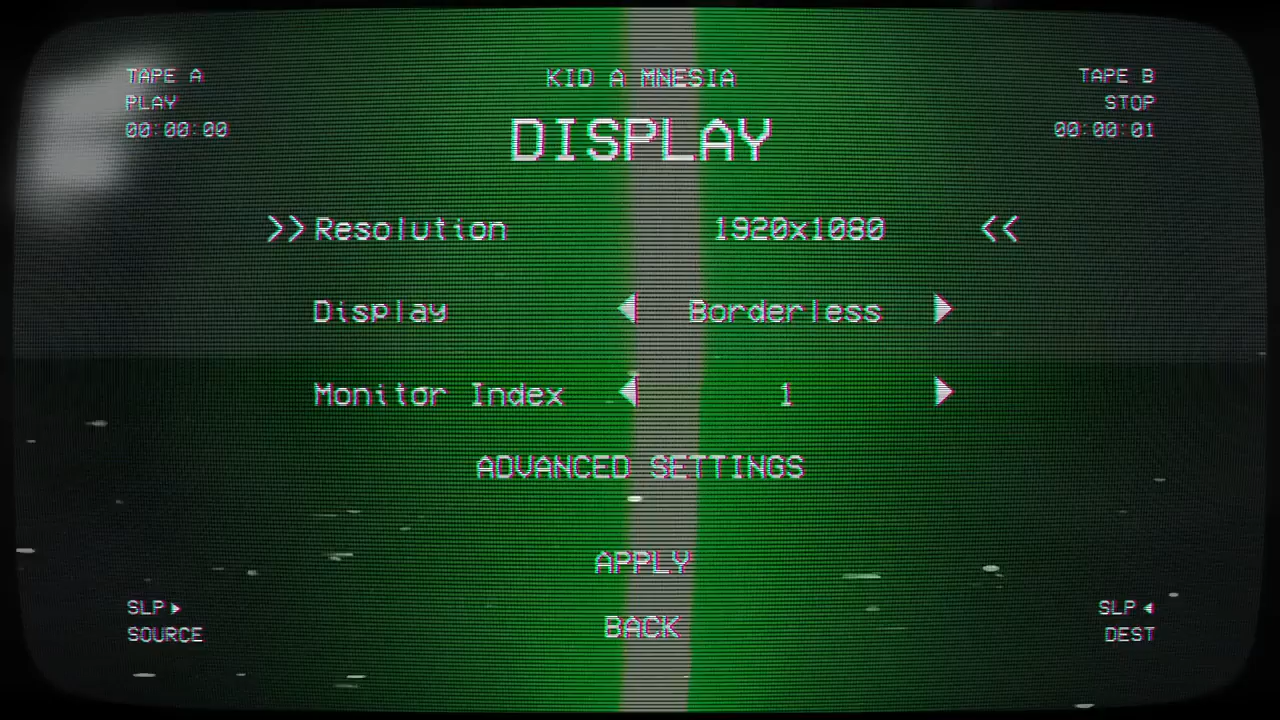 TAPE A
PLAY
00:00:00
KID A MNESIA
TAPE B
STOP
00:00:01
DISPLAY
>> Resolution 1920x1080 <<
Display ◀ Borderless ▶
Monitor Index ◀ 1 ▶
ADVANCED SETTINGS
APPLY
BACK
SLP ▶
SOURCE
SLP ◀
DEST